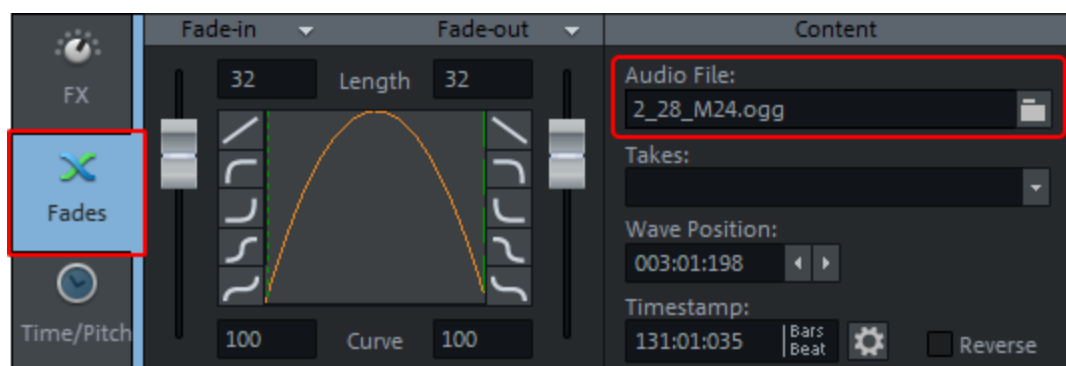 FX
Fades
Time/Pitch
Fade-in
Fade-out
32
Length
32
100
Curve
100
Content
Audio File:
2_28_M24.ogg
Takes:
Wave Position:
003:01:198
Timestamp:
131:01:035
Bars
Beat
Reverse